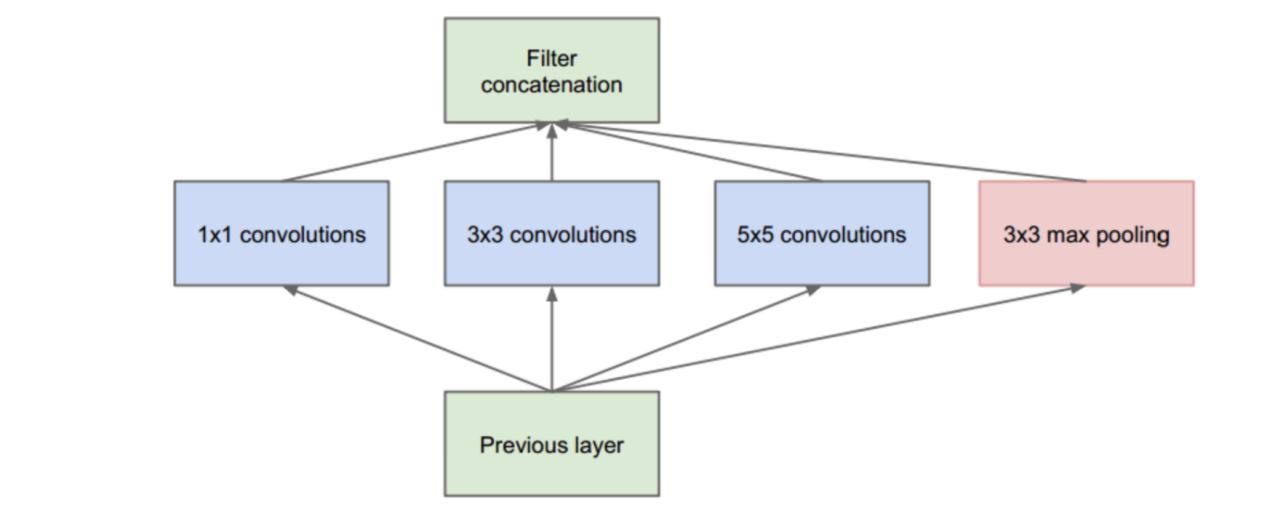 Filter
concatenation
1x1 convolutions
3x3 convolutions
5x5 convolutions
3x3 max pooling
Previous layer